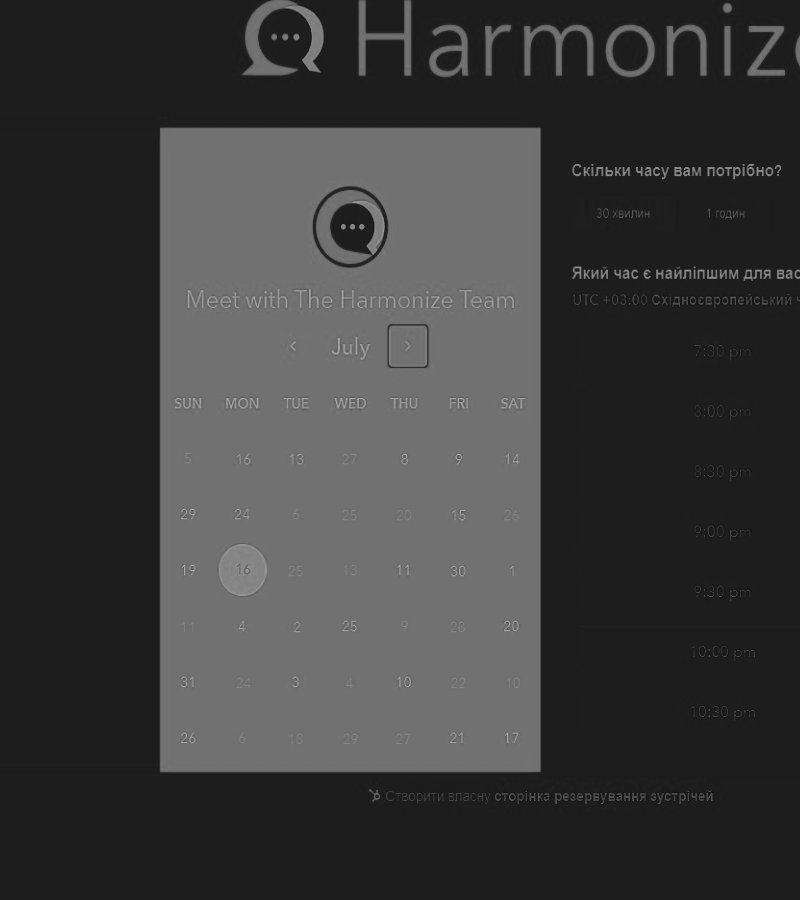 Harmonize
Meet with The Harmonize Team
July
SUN MON TUE WED THU FRI SAT
5 16 13 27 8 9 14
29 24 6 25 20 15 26
19 16 25 13 11 30 1
11 4 2 25 9 28 20
31 24 3 4 10 22 10
26 6 18 29 27 21 17
Скільки часу вам потрібно?
30 хвилин 1 годин
Який час є найліпшим для вас
UTC +03:00 Східноєвропейський ч
7:30 pm
8:00 pm
8:30 pm
9:00 pm
9:30 pm
10:00 pm
10:30 pm
Створити власну сторінка резервування зустрічей